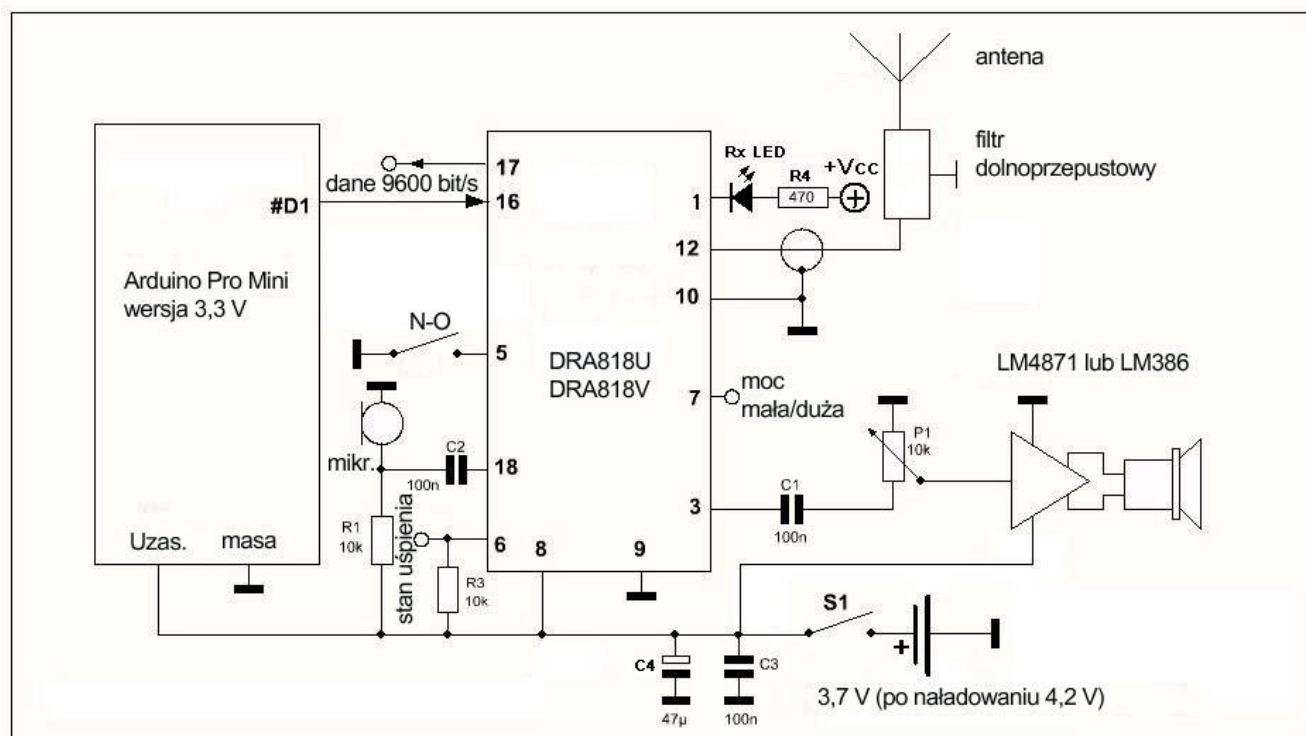 antena
filtr
dolnoprzepustowy
Rx LED
+Vcc
R4
470
17
dane 9600 bit/s
#D1
16
1
12
10
Arduino Pro Mini
wersja 3,3 V
N-O
5
DRA818U
DRA818V
7
moc
mała/duża
LM4871 lub LM386
P1
10k
mikr.
C2
100n
18
C1
100n
3
stan uśpienia
R1
10k
6
8
9
R3
10k
Uzas.
masa
S1
+
C4
47µ
C3
100n
3,7 V (po naładowaniu 4,2 V)